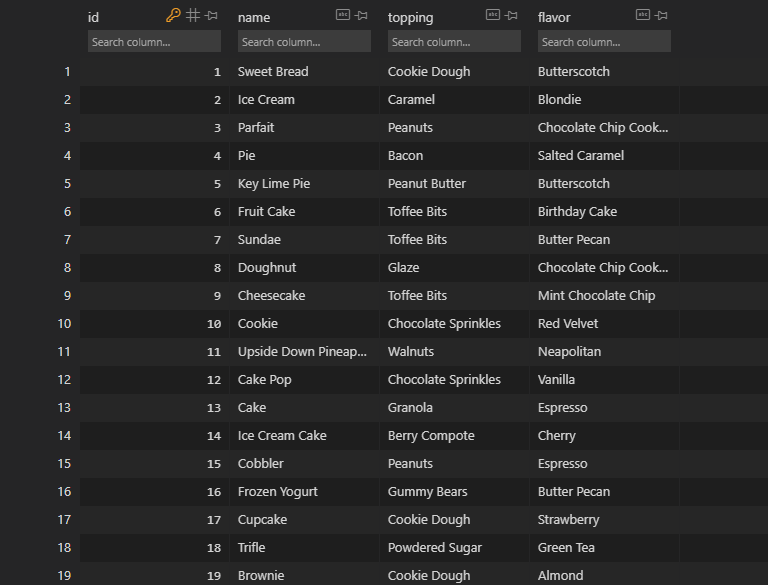 id name topping flavor
Search column... Search column... Search column... Search column...
1 1 Sweet Bread Cookie Dough Butterscotch
2 2 Ice Cream Caramel Blondie
3 3 Parfait Peanuts Chocolate Chip Cook...
4 4 Pie Bacon Salted Caramel
5 5 Key Lime Pie Peanut Butter Butterscotch
6 6 Fruit Cake Toffee Bits Birthday Cake
7 7 Sundae Toffee Bits Butter Pecan
8 8 Doughnut Glaze Chocolate Chip Cook...
9 9 Cheesecake Toffee Bits Mint Chocolate Chip
10 10 Cookie Chocolate Sprinkles Red Velvet
11 11 Upside Down Pineap... Walnuts Neapolitan
12 12 Cake Pop Chocolate Sprinkles Vanilla
13 13 Cake Granola Espresso
14 14 Ice Cream Cake Berry Compote Cherry
15 15 Cobbler Peanuts Espresso
16 16 Frozen Yogurt Gummy Bears Butter Pecan
17 17 Cupcake Cookie Dough Strawberry
18 18 Trifle Powdered Sugar Green Tea
19 19 Brownie Cookie Dough Almond